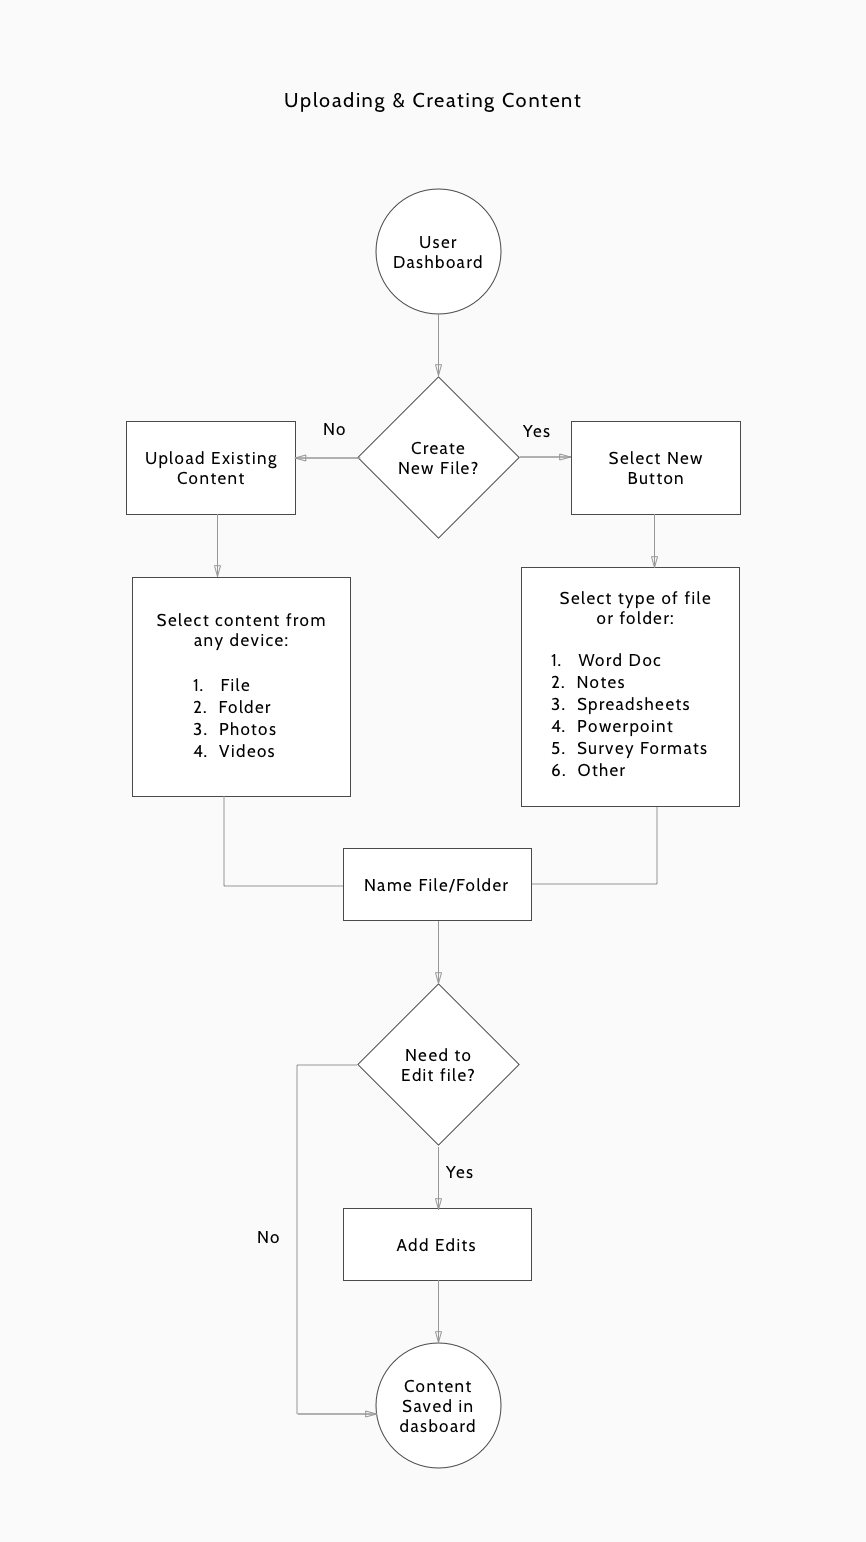 Uploading & Creating Content
User
Dashboard
No
Yes
Create
New File?
Upload Existing
Content
Select New
Button
Select content from
any device:
1. File
2. Folder
3. Photos
4. Videos
Select type of file
or folder:
1. Word Doc
2. Notes
3. Spreadsheets
4. Powerpoint
5. Survey Formats
6. Other
Name File/Folder
Need to
Edit file?
Yes
No
Add Edits
Content
Saved in
dasboard